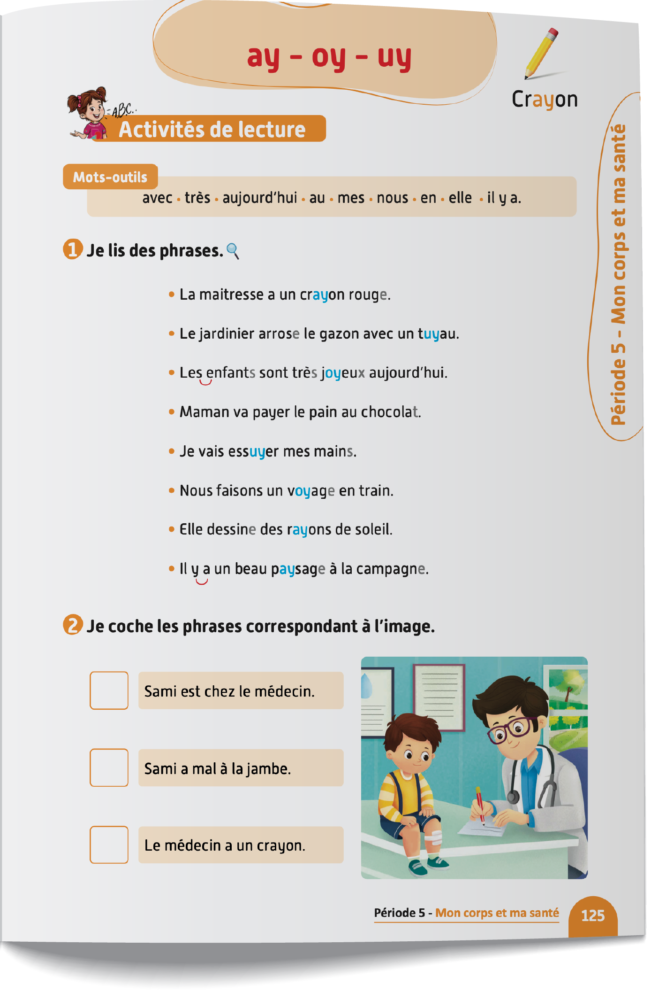 ay - oy - uy
Crayon
A.B.C..
Activités de lecture
Mots-outils
avec • très • aujourd'hui • au • mes • nous • en • elle • il y a.
1 Je lis des phrases.
• La maitresse a un crayon rouge.
• Le jardinier arrose le gazon avec un tuyau.
• Les enfants sont très joyeux aujourd'hui.
• Maman va payer le pain au chocolat.
• Je vais essuyer mes mains.
• Nous faisons un voyage en train.
• Elle dessine des rayons de soleil.
• Il y a un beau paysage à la campagne.
2 Je coche les phrases correspondant à l'image.
Sami est chez le médecin.
Sami a mal à la jambe.
Le médecin a un crayon.
Période 5 - Mon corps et ma santé
Période 5 - Mon corps et ma santé
125